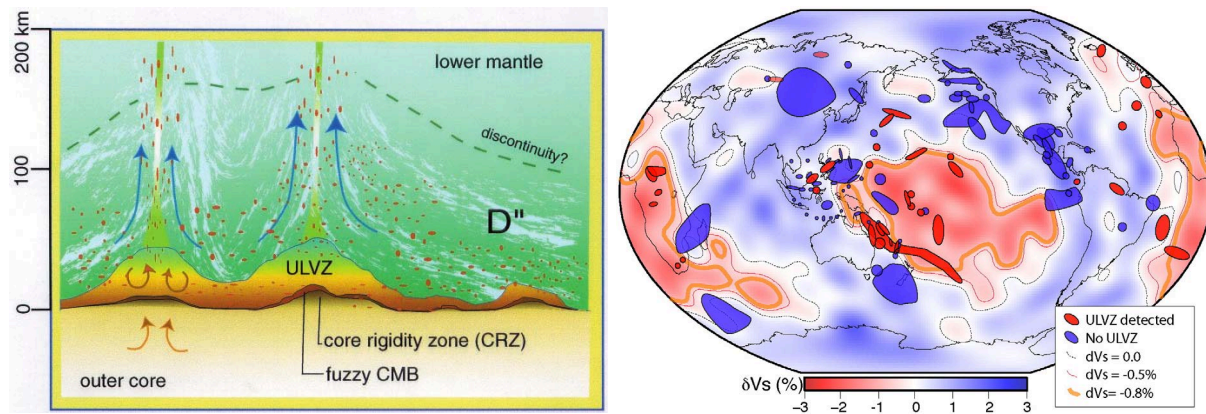 200 km
100
0
lower mantle
discontinuity?
D"
ULVZ
core rigidity zone (CRZ)
fuzzy CMB
outer core
ULVZ detected
No ULVZ
dVs = 0.0
dVs = -0.5%
dVs= -0.8%
δVs (%)
−3 −2 −1 0 1 2 3